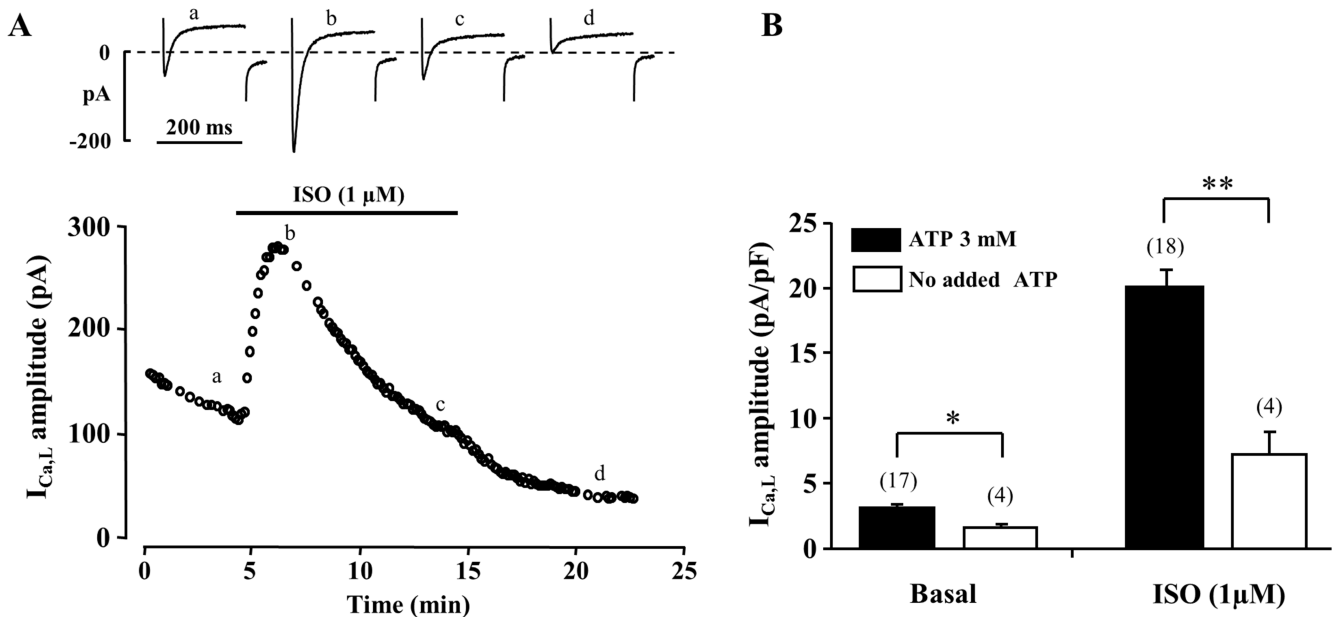 A
a b c d
0
pA
-200
200 ms
ISO (1 µM)
300
200
100
0
I_Ca,L amplitude (pA)
b
a
c
d
0 5 10 15 20 25
Time (min)
B
**
25
20
15
10
5
0
I_Ca,L amplitude (pA/pF)
ATP 3 mM
No added ATP
(18)
*
(4)
(17)
(4)
Basal ISO (1µM)